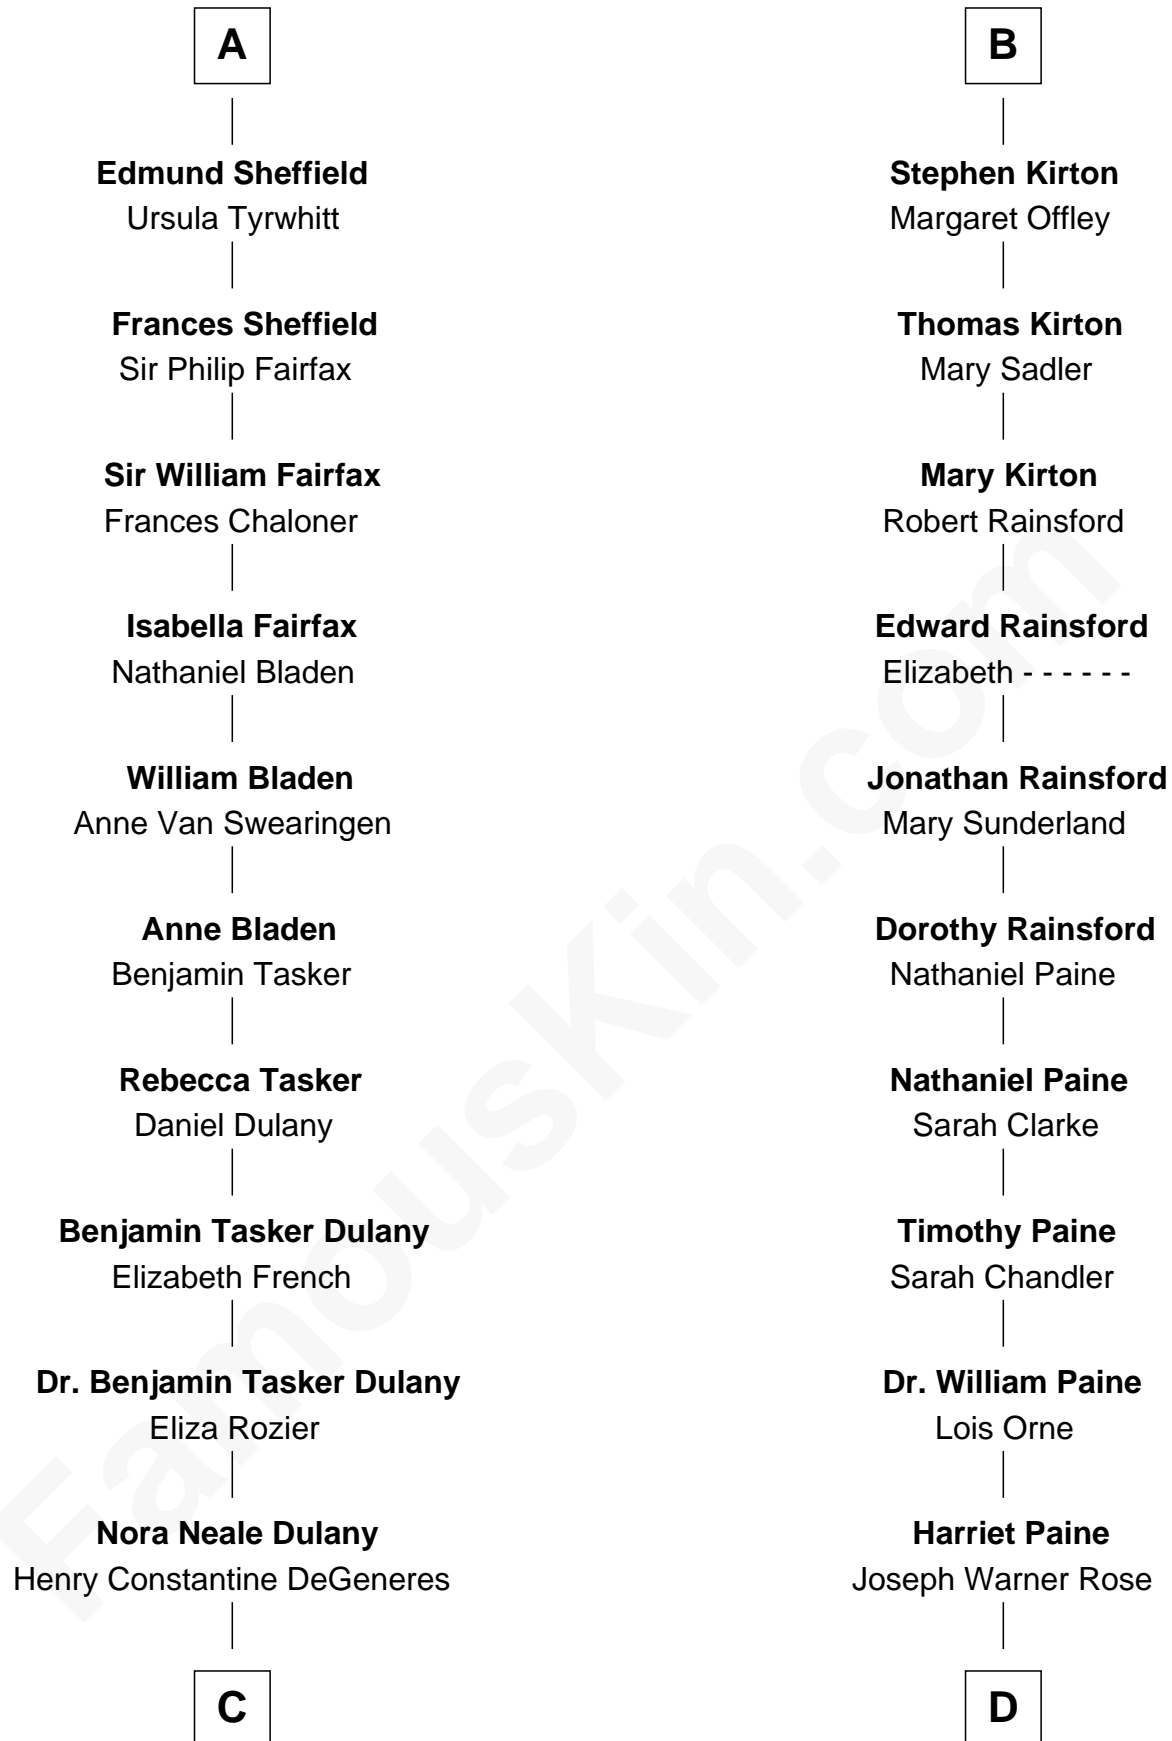 A
Edmund Sheffield
Ursula Tyrwhitt
Frances Sheffield
Sir Philip Fairfax
Sir William Fairfax
Frances Chaloner
Isabella Fairfax
Nathaniel Bladen
William Bladen
Anne Van Swearingen
Anne Bladen
Benjamin Tasker
Rebecca Tasker
Daniel Dulany
Benjamin Tasker Dulany
Elizabeth French
Dr. Benjamin Tasker Dulany
Eliza Rozier
Nora Neale Dulany
Henry Constantine DeGeneres
C
B
Stephen Kirton
Margaret Offley
Thomas Kirton
Mary Sadler
Mary Kirton
Robert Rainsford
Edward Rainsford
Elizabeth - - - - - -
Jonathan Rainsford
Mary Sunderland
Dorothy Rainsford
Nathaniel Paine
Nathaniel Paine
Sarah Clarke
Timothy Paine
Sarah Chandler
Dr. William Paine
Lois Orne
Harriet Paine
Joseph Warner Rose
D
FamousKin.com